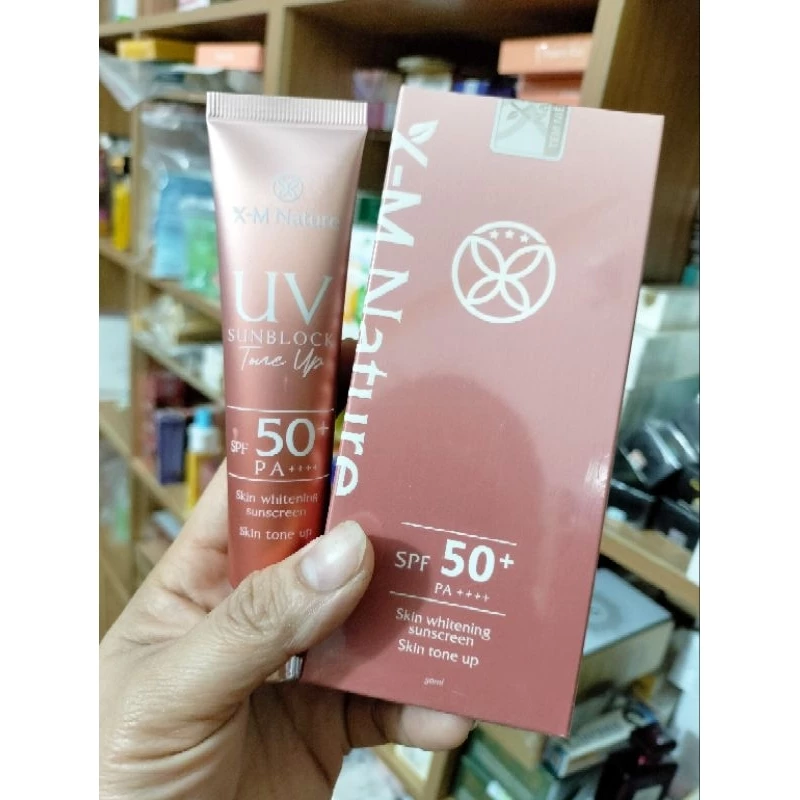 X-M Nature
UV
SUNBLOCK
Tone Up
SPF 50+
PA++++
Skin whitening
sunscreen
Skin tone up
X-M Nature
SPF 50+
PA++++
Skin whitening
sunscreen
Skin tone up